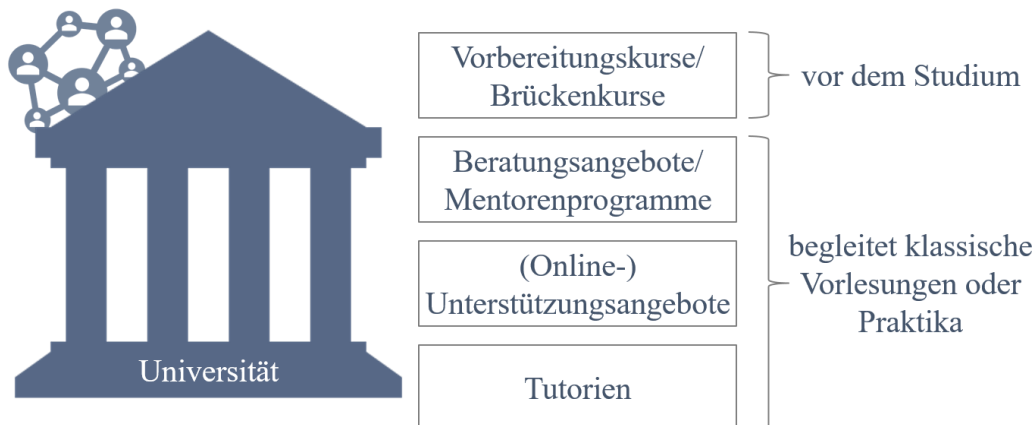 Vorbereitungskurse/
Brückenkurse
vor dem Studium
Beratungsangebote/
Mentorenprogramme
(Online-)
Unterstützungsangebote
Tutorien
begleitet klassische
Vorlesungen oder
Praktika
Universität